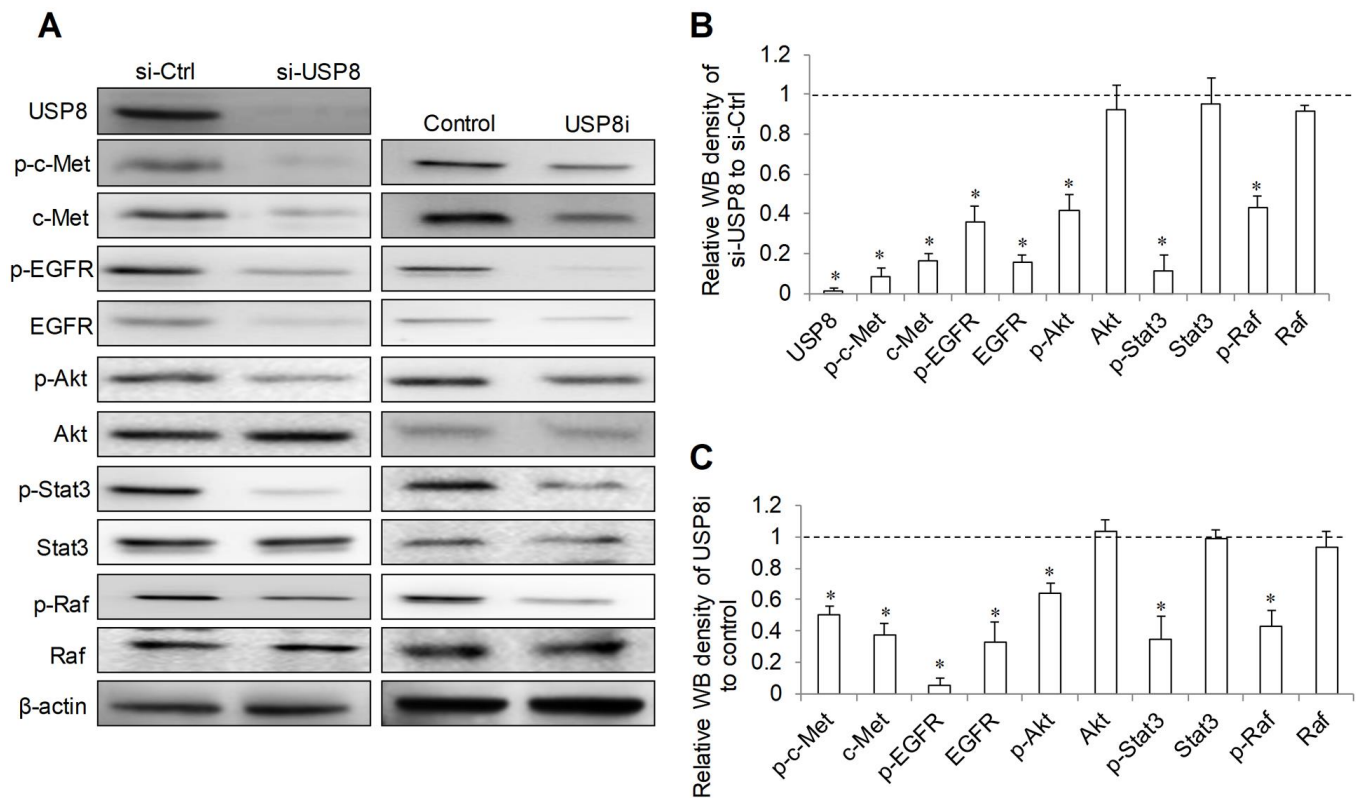 A
si-Ctrl si-USP8
USP8
Control USP8i
p-c-Met
c-Met
p-EGFR
EGFR
p-Akt
Akt
p-Stat3
Stat3
p-Raf
Raf
β-actin
B
Relative WB density of
si-USP8 to si-Ctrl
1.2
1
0.8
0.6
0.4
0.2
0
* * * * * * * *
USP8 p-c-Met c-Met p-EGFR EGFR p-Akt Akt p-Stat3 Stat3 p-Raf Raf
C
Relative WB density of USP8i
to control
1.2
1
0.8
0.6
0.4
0.2
0
* * * * * * *
p-c-Met c-Met p-EGFR EGFR p-Akt Akt p-Stat3 Stat3 p-Raf Raf